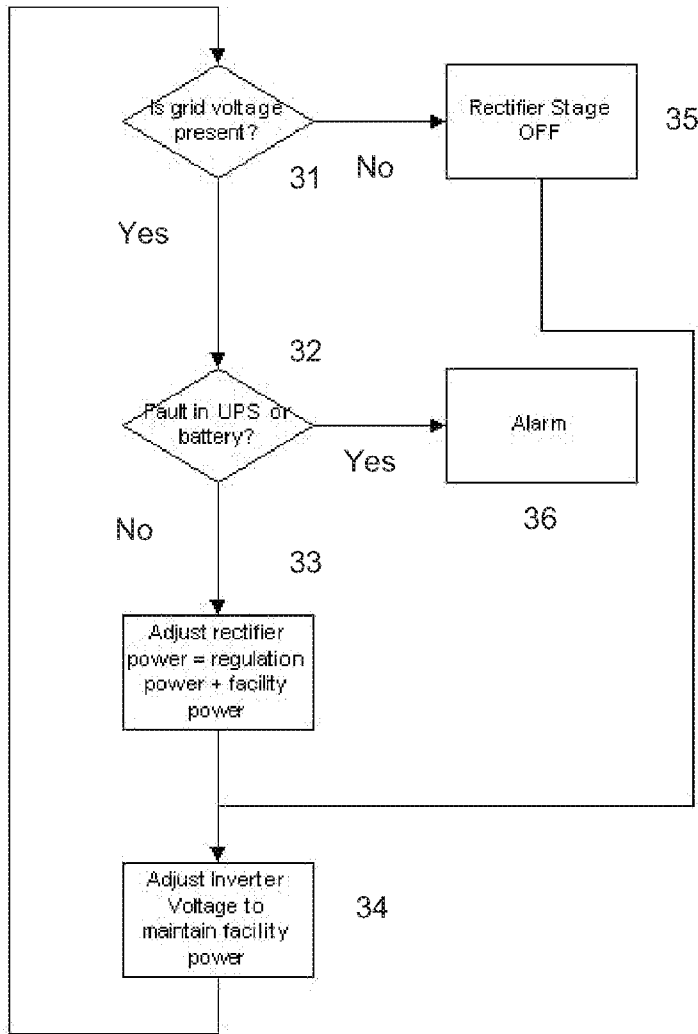 Is grid voltage
present?
31
No
Rectifier Stage
OFF
35
Yes
32
Fault in UPS or
battery?
Yes
Alarm
36
No
33
Adjust rectifier
power = regulation
power + facility
power
Adjust Inverter
Voltage to
maintain facility
power
34